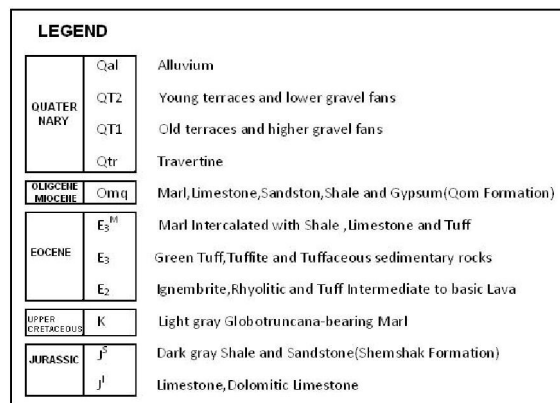 LEGEND
QUATER
NARY
Qal Alluvium
QT2 Young terraces and lower gravel fans
QT1 Old terraces and higher gravel fans
Qtr Travertine
OLIGCENE
MIOCENE
Omq Marl,Limestone,Sandston,Shale and Gypsum(Qom Formation)
EOCENE
E₃ᴹ Marl Intercalated with Shale ,Limestone and Tuff
E₃ Green Tuff,Tuffite and Tuffaceous sedimentary rocks
E₂ Ignembrite,Rhyolitic and Tuff Intermediate to basic Lava
UPPER
CRETACEOUS
K Light gray Globotruncana-bearing Marl
JURASSIC
Jˢ Dark gray Shale and Sandstone(Shemshak Formation)
Jˡ Limestone,Dolomitic Limestone